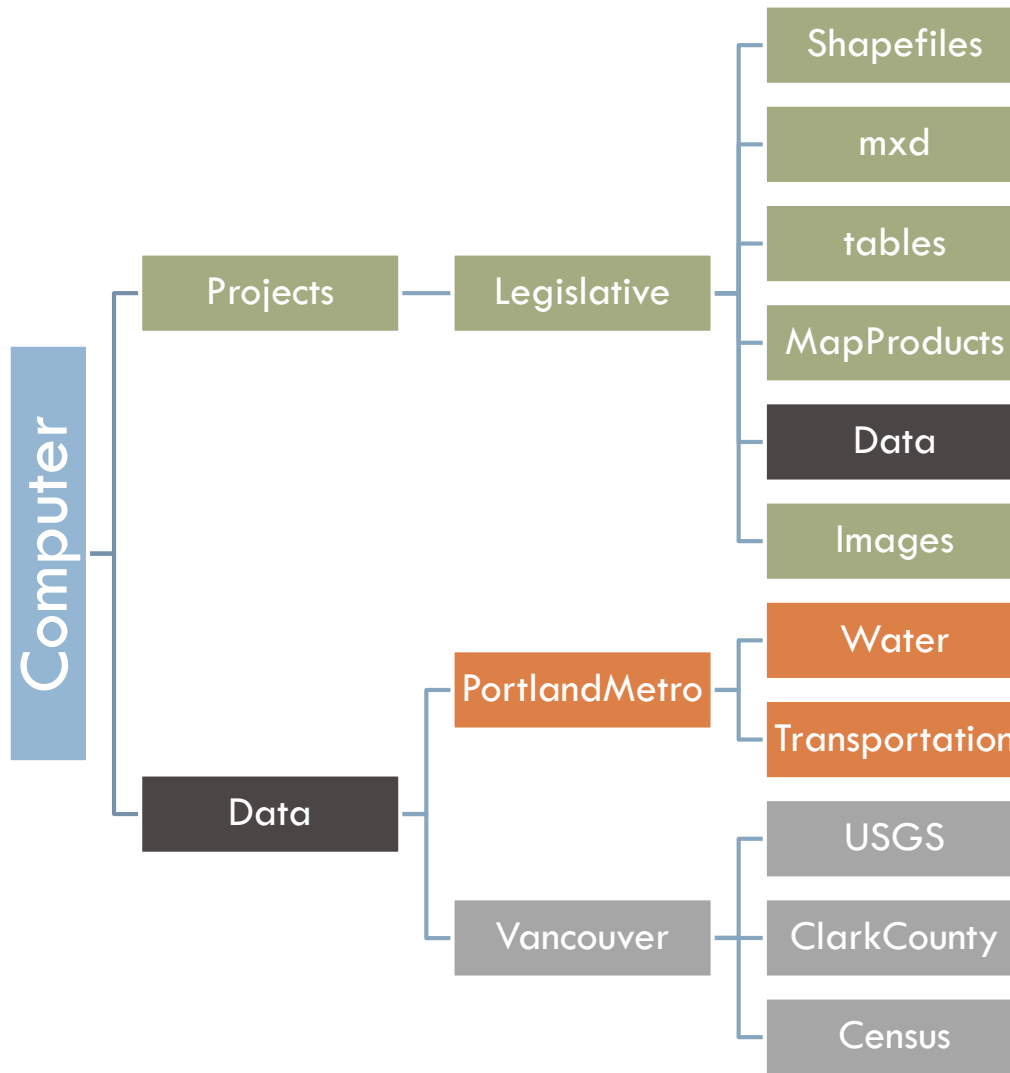 Computer
Projects
Legislative
Shapefiles
mxd
tables
MapProducts
Data
Images
Data
PortlandMetro
Water
Transportation
Vancouver
USGS
ClarkCounty
Census